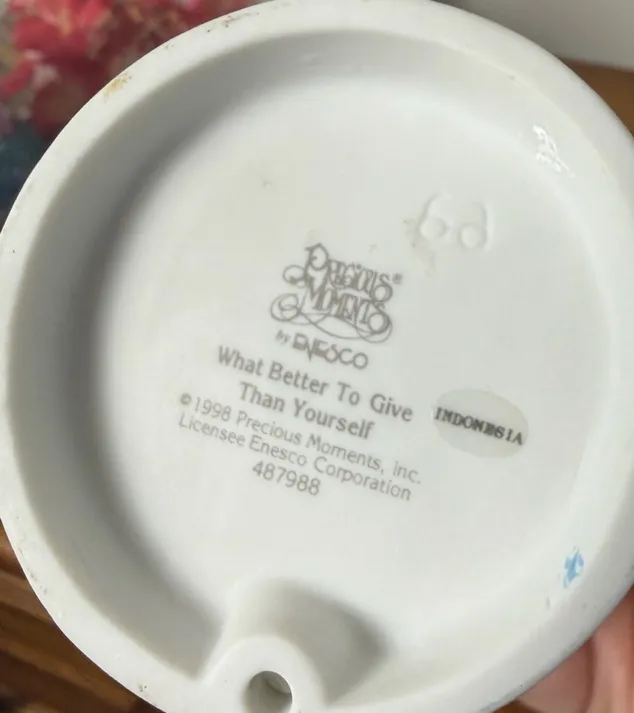 6d
PRECIOUS
MOMENTS®
by ENESCO
What Better To Give
Than Yourself
©1998 Precious Moments, Inc.
Licensee Enesco Corporation
487988
INDONESIA